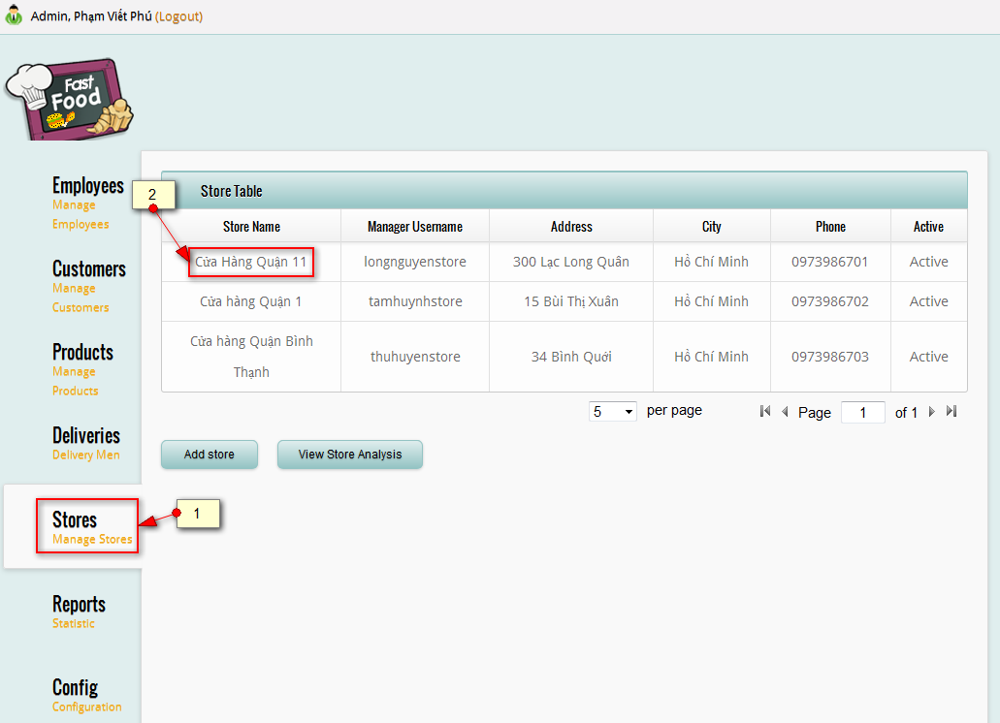 Admin, Phạm Viết Phú (Logout)
Fast
Food
Employees
Manage
Employees
Customers
Manage
Customers
Products
Manage
Products
Deliveries
Delivery Men
Stores
Manage Stores
Reports
Statistic
Config
Configuration
2
1
Store Table
Store Name Manager Username Address City Phone Active
Cửa Hàng Quận 11 longnguyenstore 300 Lạc Long Quân Hồ Chí Minh 0973986701 Active
Cửa hàng Quận 1 tamhuynhstore 15 Bùi Thị Xuân Hồ Chí Minh 0973986702 Active
Cửa hàng Quận Bình
Thạnh thuhuyenstore 34 Bình Quới Hồ Chí Minh 0973986703 Active
5 per page Page 1 of 1
Add store View Store Analysis